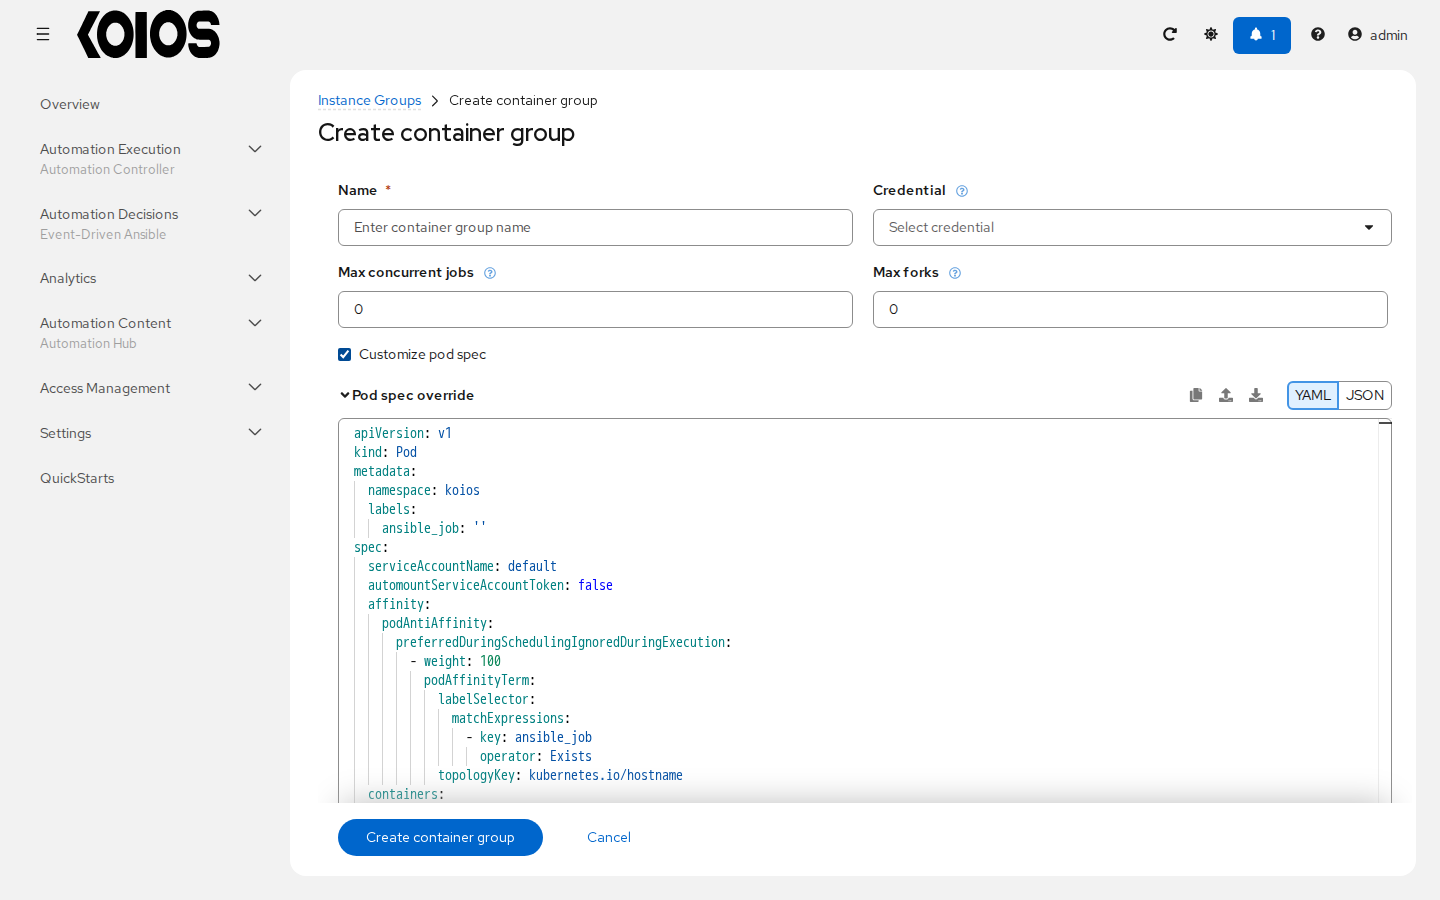 KOIOS
1
admin
Overview
Automation Execution
Automation Controller
Automation Decisions
Event-Driven Ansible
Analytics
Automation Content
Automation Hub
Access Management
Settings
QuickStarts
Instance Groups
Create container group
Create container group
Name *
Credential
Enter container group name
Select credential
Max concurrent jobs
Max forks
0
0
Customize pod spec
Pod spec override
YAML
JSON
apiVersion: v1
kind: Pod
metadata:
  namespace: koios
  labels:
    ansible_job: ''
spec:
  serviceAccountName: default
  automountServiceAccountToken: false
  affinity:
    podAntiAffinity:
      preferredDuringSchedulingIgnoredDuringExecution:
        - weight: 100
          podAffinityTerm:
            labelSelector:
              matchExpressions:
                - key: ansible_job
                  operator: Exists
            topologyKey: kubernetes.io/hostname
  containers:
Create container group
Cancel